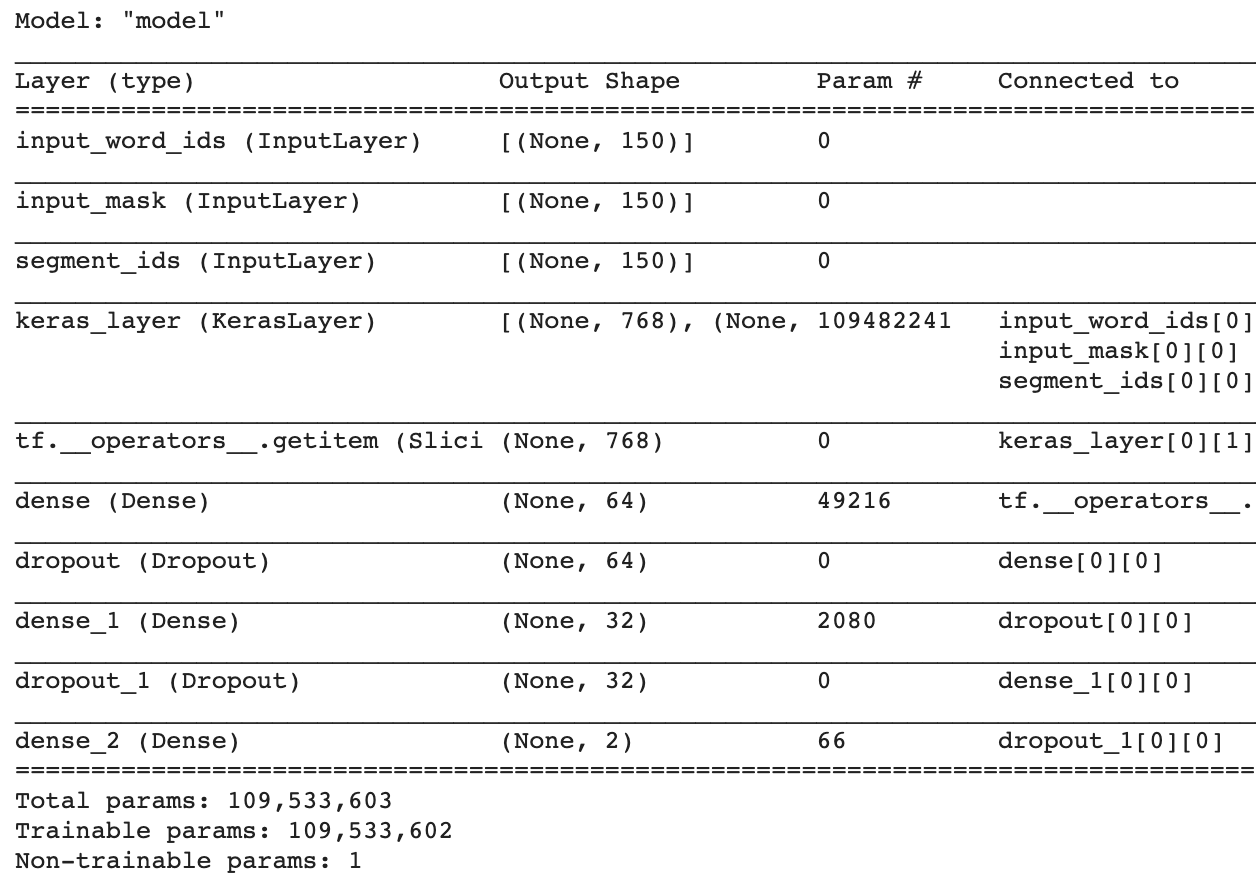 Model: "model"
Layer (type) Output Shape Param # Connected to
input_word_ids (InputLayer) [(None, 150)] 0
input_mask (InputLayer) [(None, 150)] 0
segment_ids (InputLayer) [(None, 150)] 0
keras_layer (KerasLayer) [(None, 768), (None, 109482241 input_word_ids[0]
input_mask[0][0]
segment_ids[0][0]
tf.__operators__.getitem (Slici (None, 768) 0 keras_layer[0][1]
dense (Dense) (None, 64) 49216 tf.__operators__.
dropout (Dropout) (None, 64) 0 dense[0][0]
dense_1 (Dense) (None, 32) 2080 dropout[0][0]
dropout_1 (Dropout) (None, 32) 0 dense_1[0][0]
dense_2 (Dense) (None, 2) 66 dropout_1[0][0]
Total params: 109,533,603
Trainable params: 109,533,602
Non-trainable params: 1